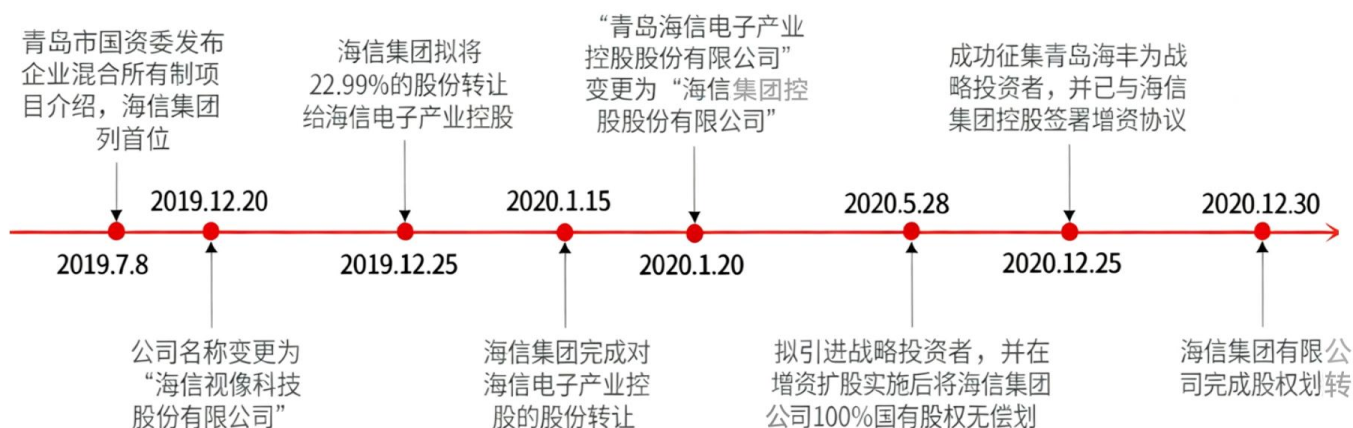 青岛市国资委发布
企业混合所有制项
目介绍，海信集团
列首位
2019.7.8
2019.12.20
公司名称变更为
“海信视像科技
股份有限公司”
海信集团拟将
22.99%的股份转让
给海信电子产业控股
2019.12.25
2020.1.15
海信集团完成对
海信电子产业控
股的股份转让
“青岛海信电子产业
控股股份有限公司”
变更为“海信集团控
股股份有限公司”
2020.1.20
2020.5.28
拟引进战略投资者，并在
增资扩股实施后将海信集团
公司100%国有股权无偿划
成功征集青岛海丰为战
略投资者，并已与海信
集团控股签署增资协议
2020.12.25
2020.12.30
海信集团有限公
司完成股权划转